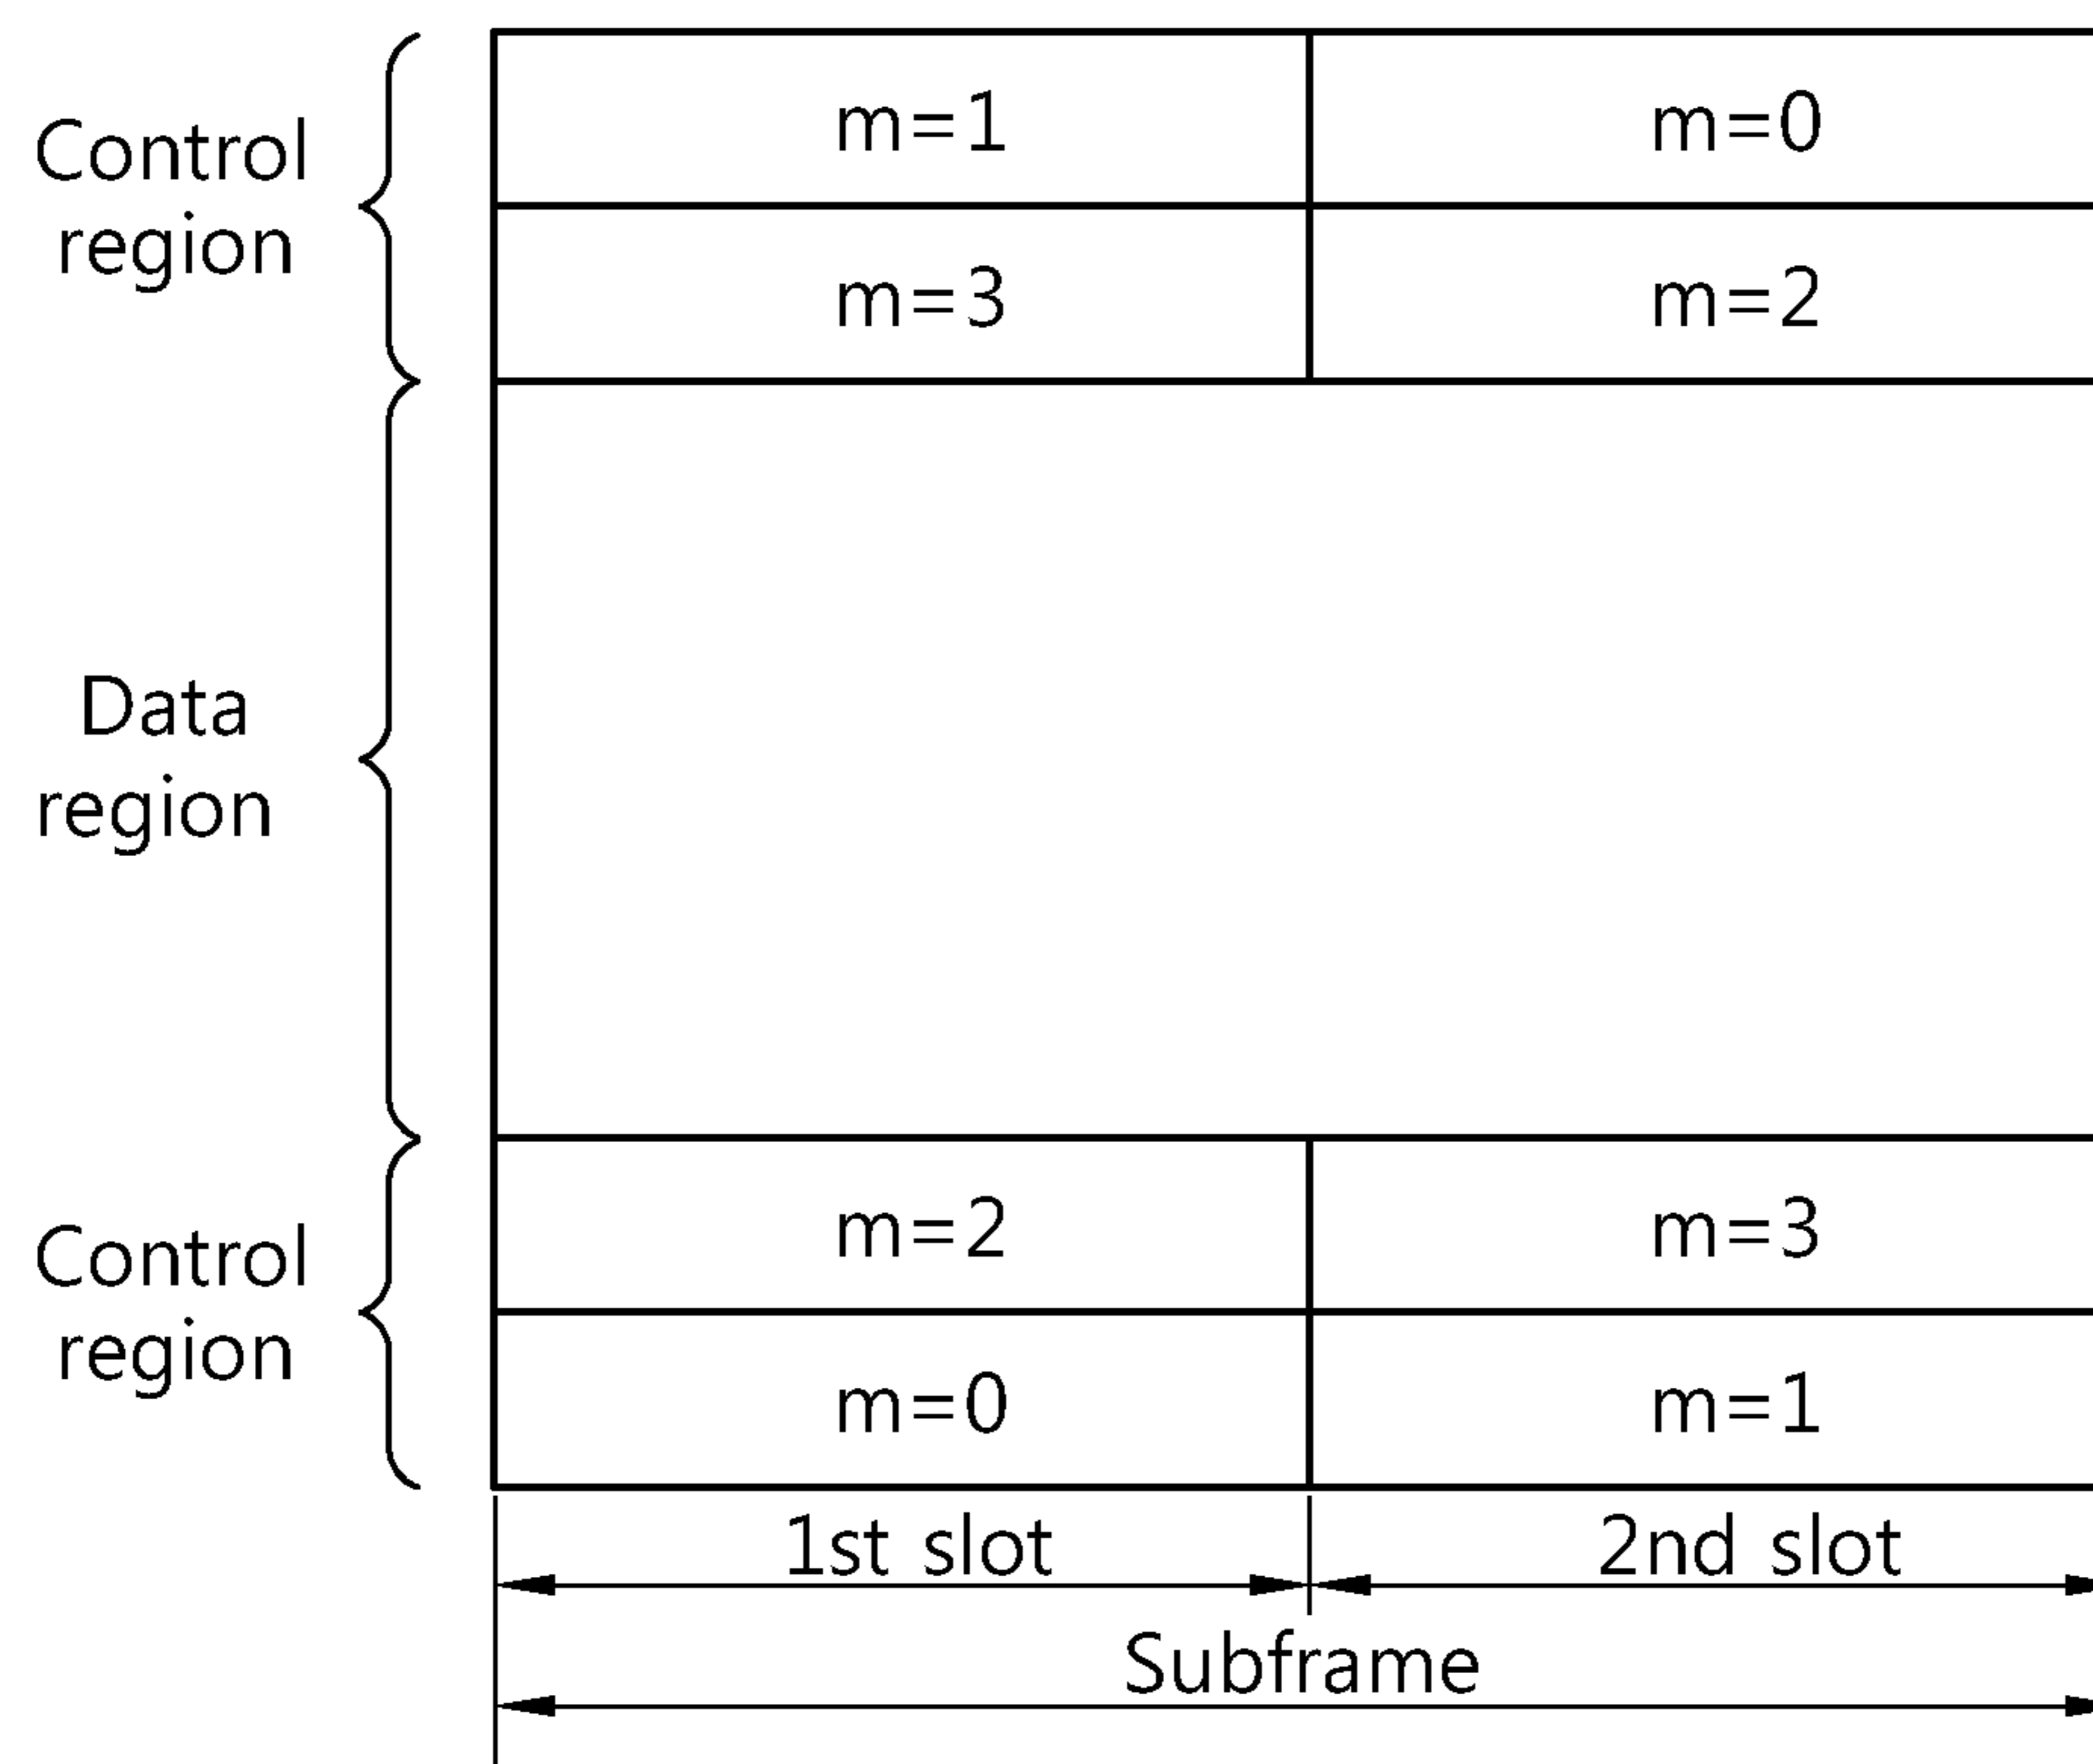 m=1 m=0
Control
region
m=3 m=2
Data
region
m=2 m=3
Control
region
m=0 m=1
1st slot 2nd slot
Subframe